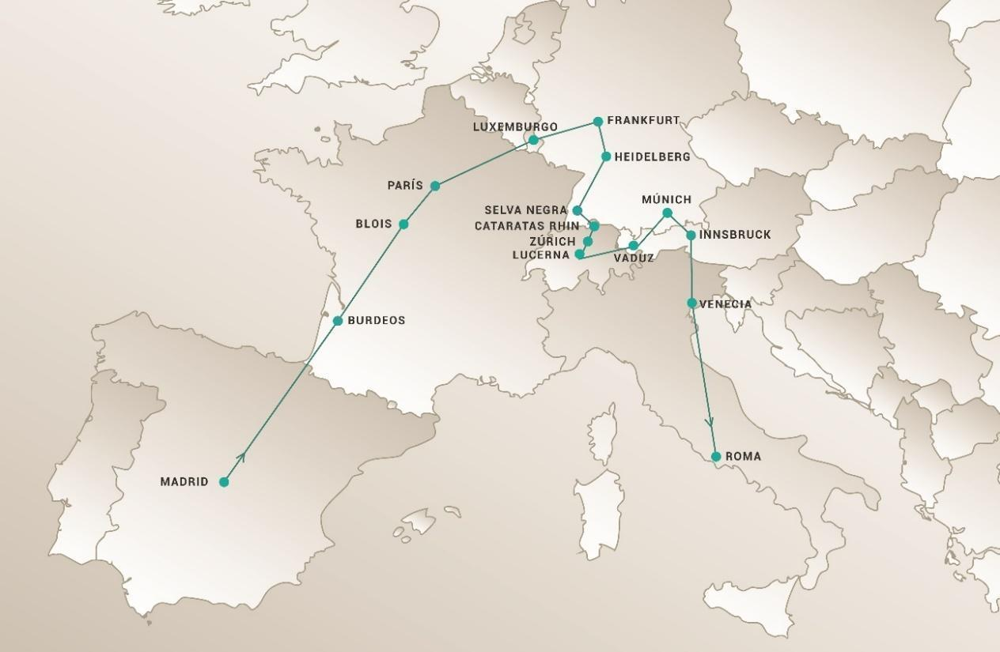 LUXEMBURGO
FRANKFURT
HEIDELBERG
PARÍS
MÚNICH
SELVA NEGRA
BLOIS
CATARATAS RHIN
INNSBRUCK
ZÚRICH
LUCERNA
VADUZ
VENECIA
BURDEOS
ROMA
MADRID